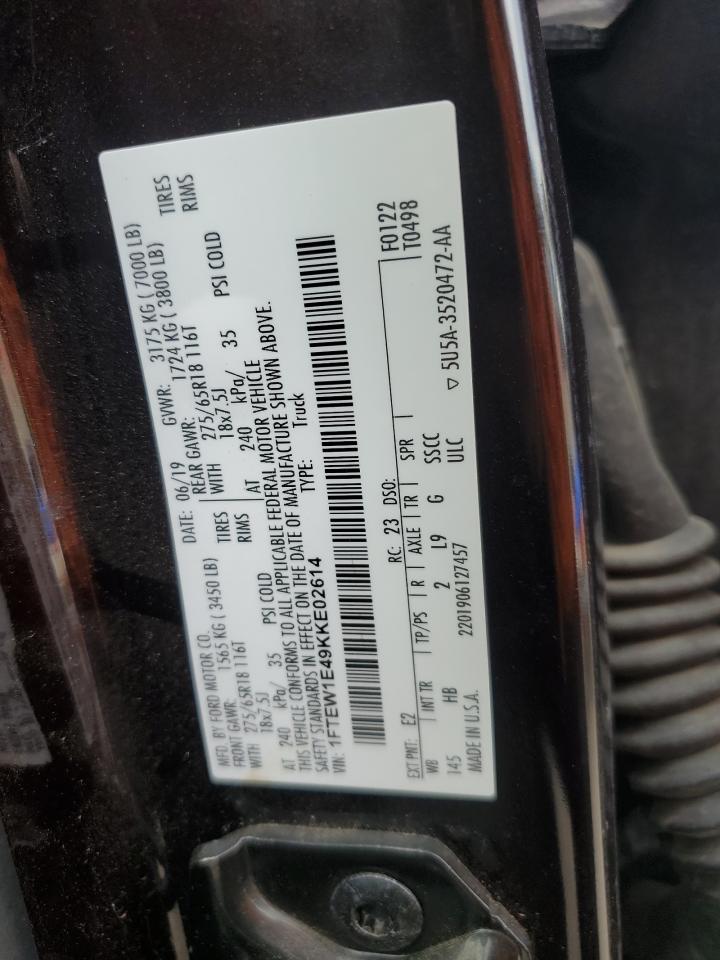 MFD. BY FORD MOTOR CO. DATE: 06/19 GVWR: 3175 KG ( 7000 LB)
FRONT GAWR: 1565 KG ( 3450 LB) REAR GAWR: 1724 KG ( 3800 LB)
WITH 275/65R18 116T TIRES WITH 275/65R18 116T TIRES
18x7.5J RIMS 18x7.5J RIMS
AT 240 kPa/ 35 PSI COLD AT 240 kPa/ 35 PSI COLD
THIS VEHICLE CONFORMS TO ALL APPLICABLE FEDERAL MOTOR VEHICLE
SAFETY STANDARDS IN EFFECT ON THE DATE OF MANUFACTURE SHOWN ABOVE.
VIN: 1FTEW1E49KKE02614 TYPE: Truck
F0122
EXT PNT: E2 RC: 23 DSO: T0498
WB INT TR TP/PS R AXLE TR SPR
145 HB 2 L9 G SSCC
2201906127457 ULC
MADE IN U.S.A. ▽ 5U5A-3520472-AA